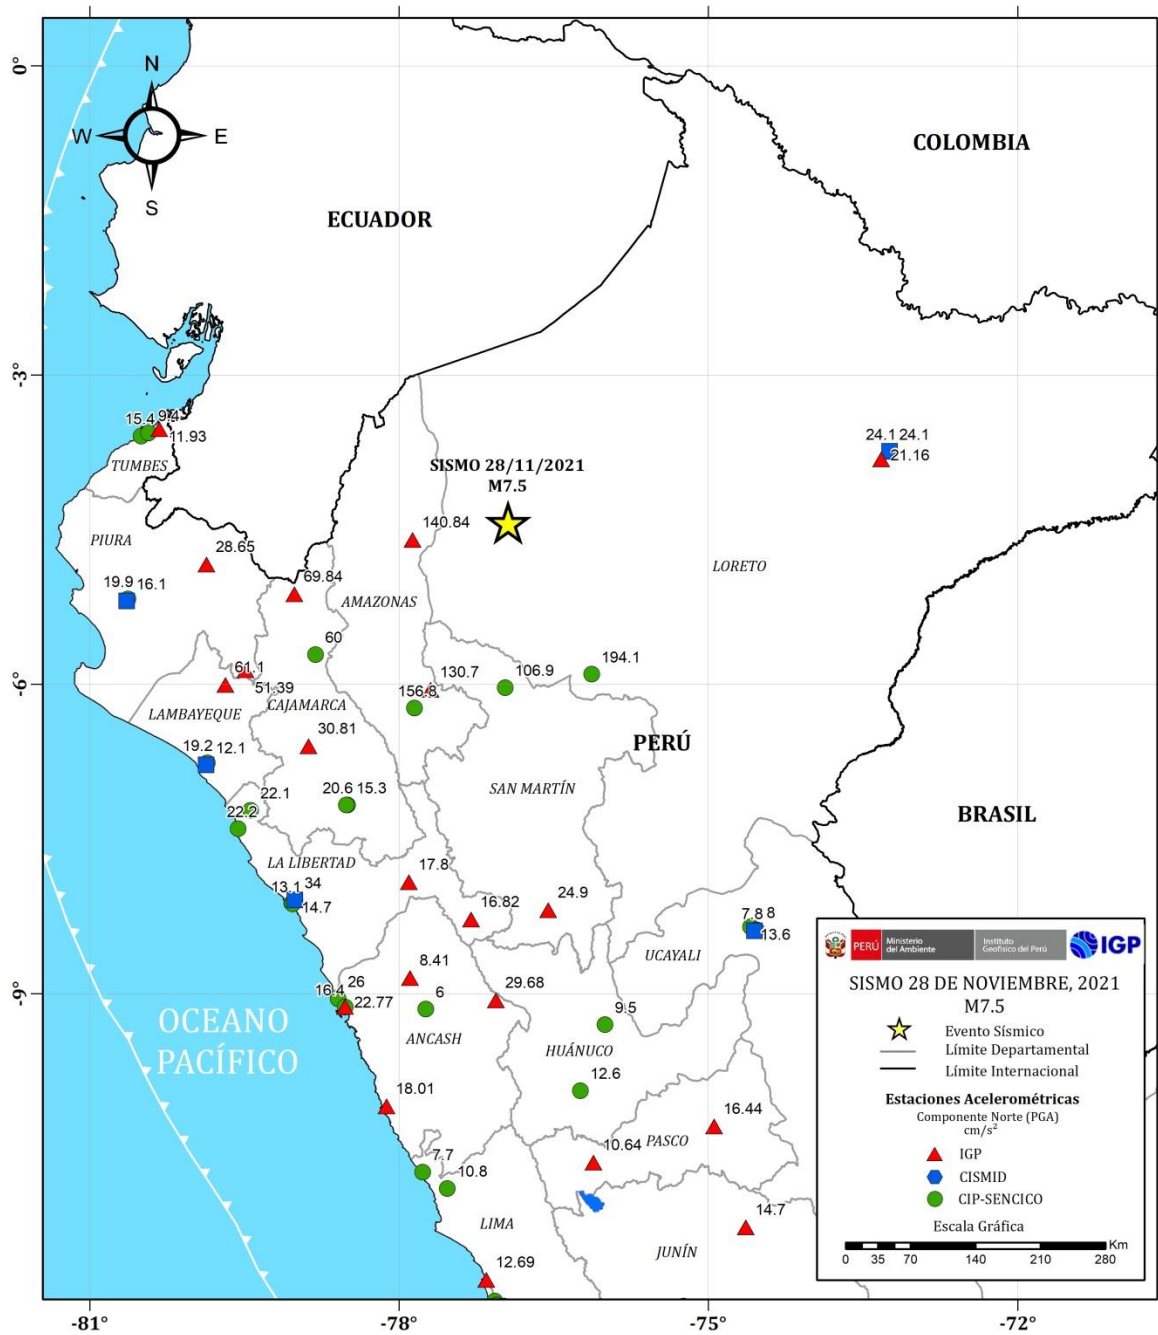 0°
N
W
E
S
COLOMBIA
ECUADOR
-3°
15.4
9.4
11.93
TUMBES
24.1 24.1
21.16
SISMO 28/11/2021
M7.5
140.84
PIURA
28.65
LORETO
19.9 16.1
69.84
AMAZONAS
60
194.1
-6°
61.1
51.39
130.7
106.9
156.8
CAJAMARCA
LAMBAYEQUE
30.81
PERÚ
19.2 12.1
20.6 15.3
SAN MARTÍN
22.1
22.2
BRASIL
LA LIBERTAD
17.8
13.1 34
14.7
16.82
24.9
7.8 8
13.6
UCAYALI
8.41
29.68
-9°
16.4
26
22.77
6
9.5
ANCASH
HUÁNUCO
OCEANO
PACÍFICO
12.6
18.01
16.44
PASCO
10.64
7.7
10.8
14.7
LIMA
JUNÍN
12.69
PERÚ
Ministerio
del Ambiente
Instituto
Geofísico del Perú
IGP
SISMO 28 DE NOVIEMBRE, 2021
M7.5
Evento Sísmico
Límite Departamental
Límite Internacional
Estaciones Acelerométricas
Componente Norte (PGA)
cm/s²
IGP
CISMID
CIP-SENCICO
Escala Gráfica
Km
0 35 70 140 210 280
-81°
-78°
-75°
-72°